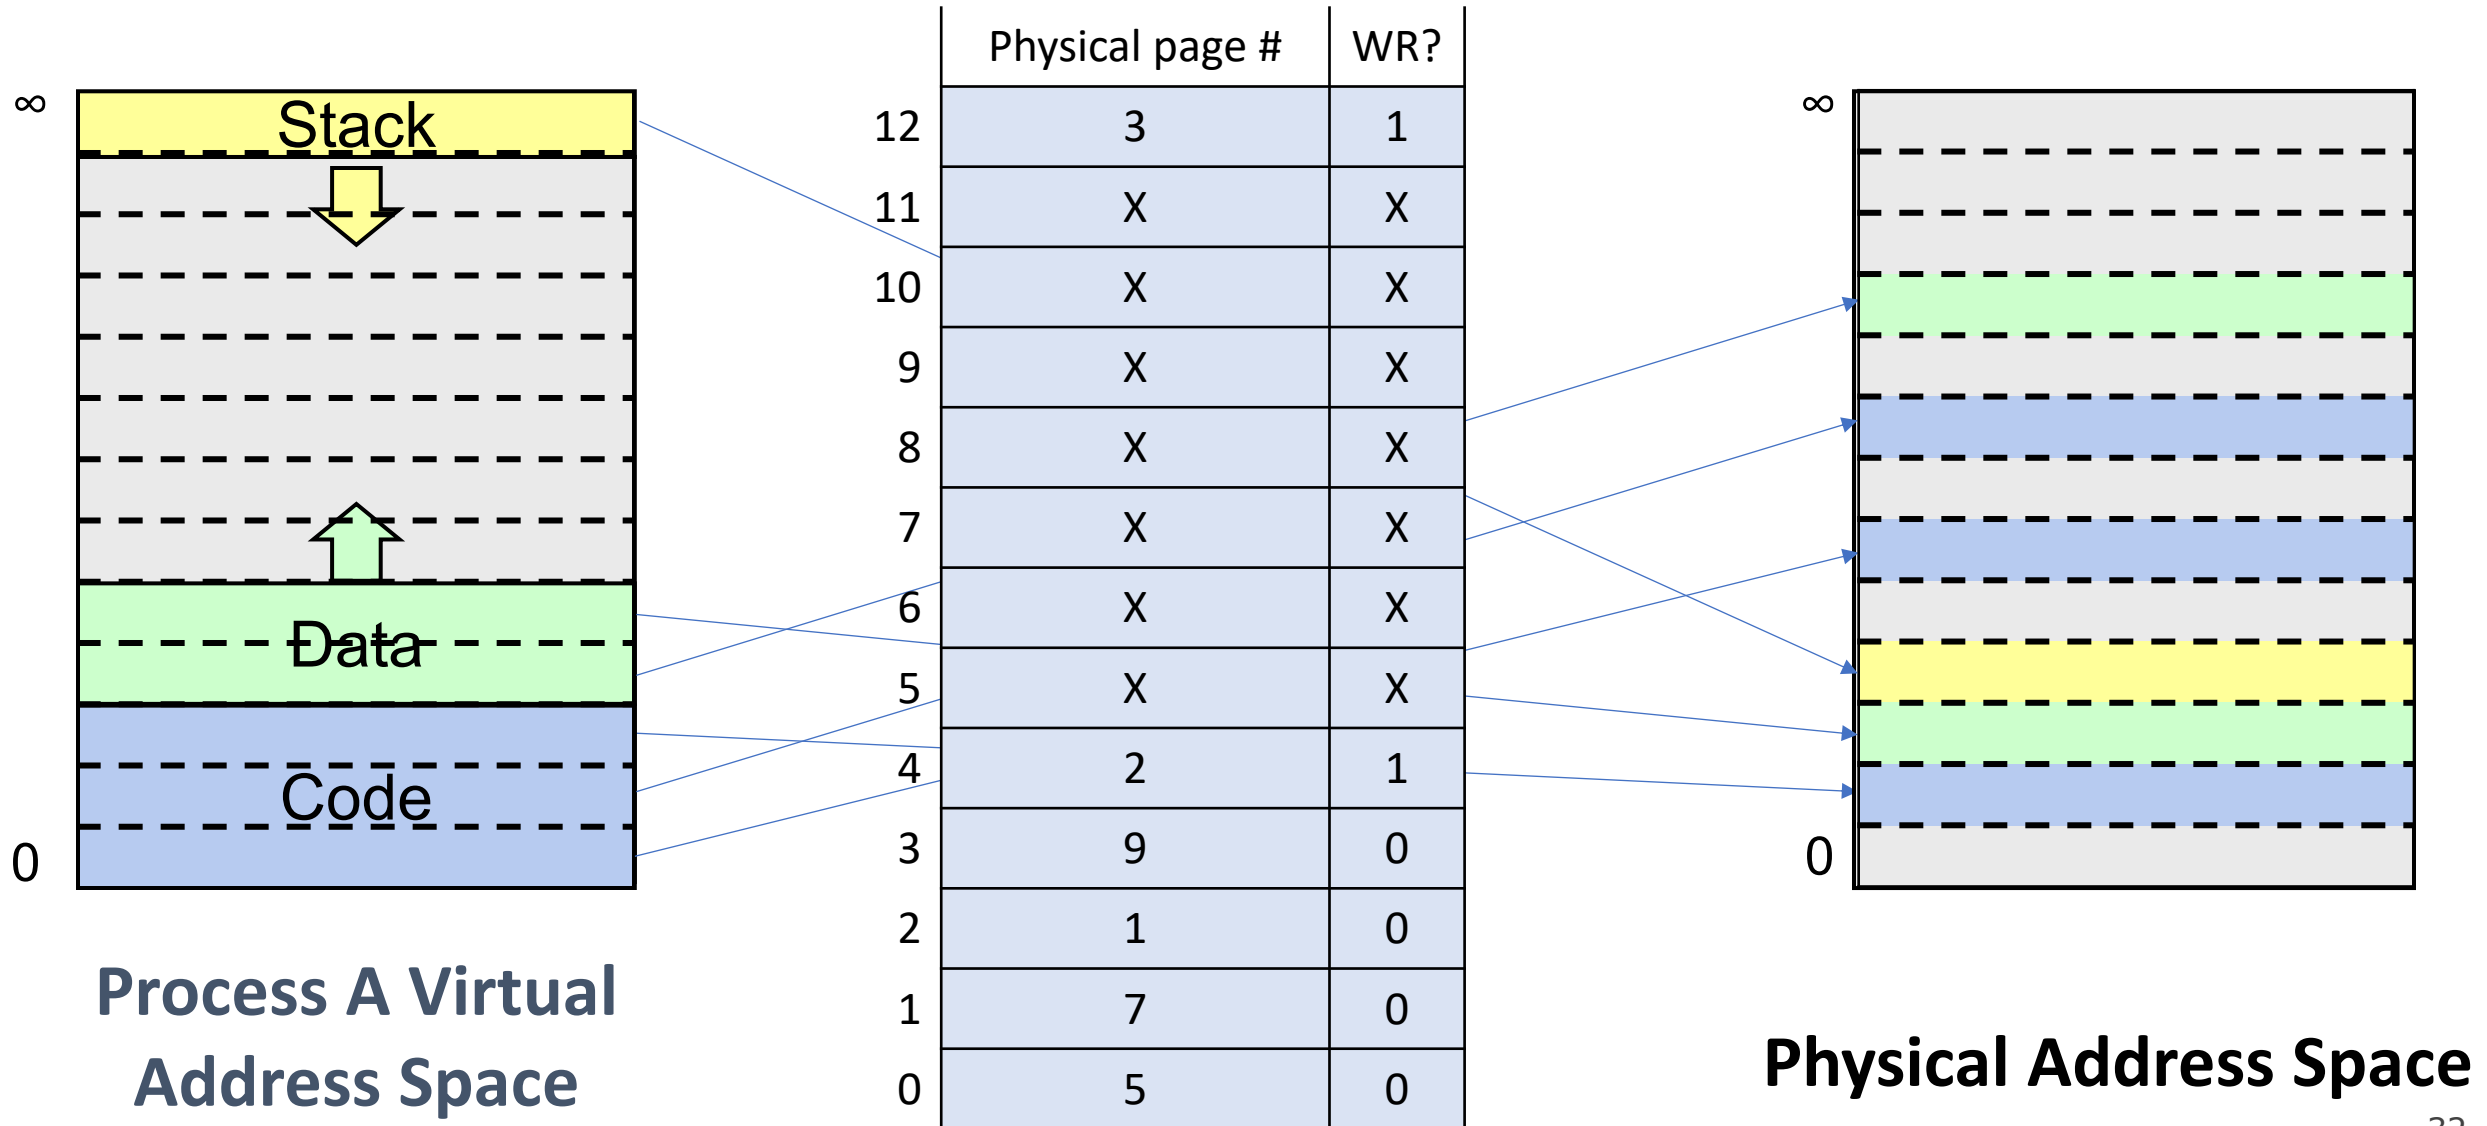 Physical page # WR?
∞ Stack 12 3 1 ∞
11 X X
10 X X
9 X X
8 X X
7 X X
6 X X
Data 5 X X
Code 4 2 1
0 3 9 0 0
2 1 0
Process A Virtual
Address Space
1 7 0
0 5 0
Physical Address Space